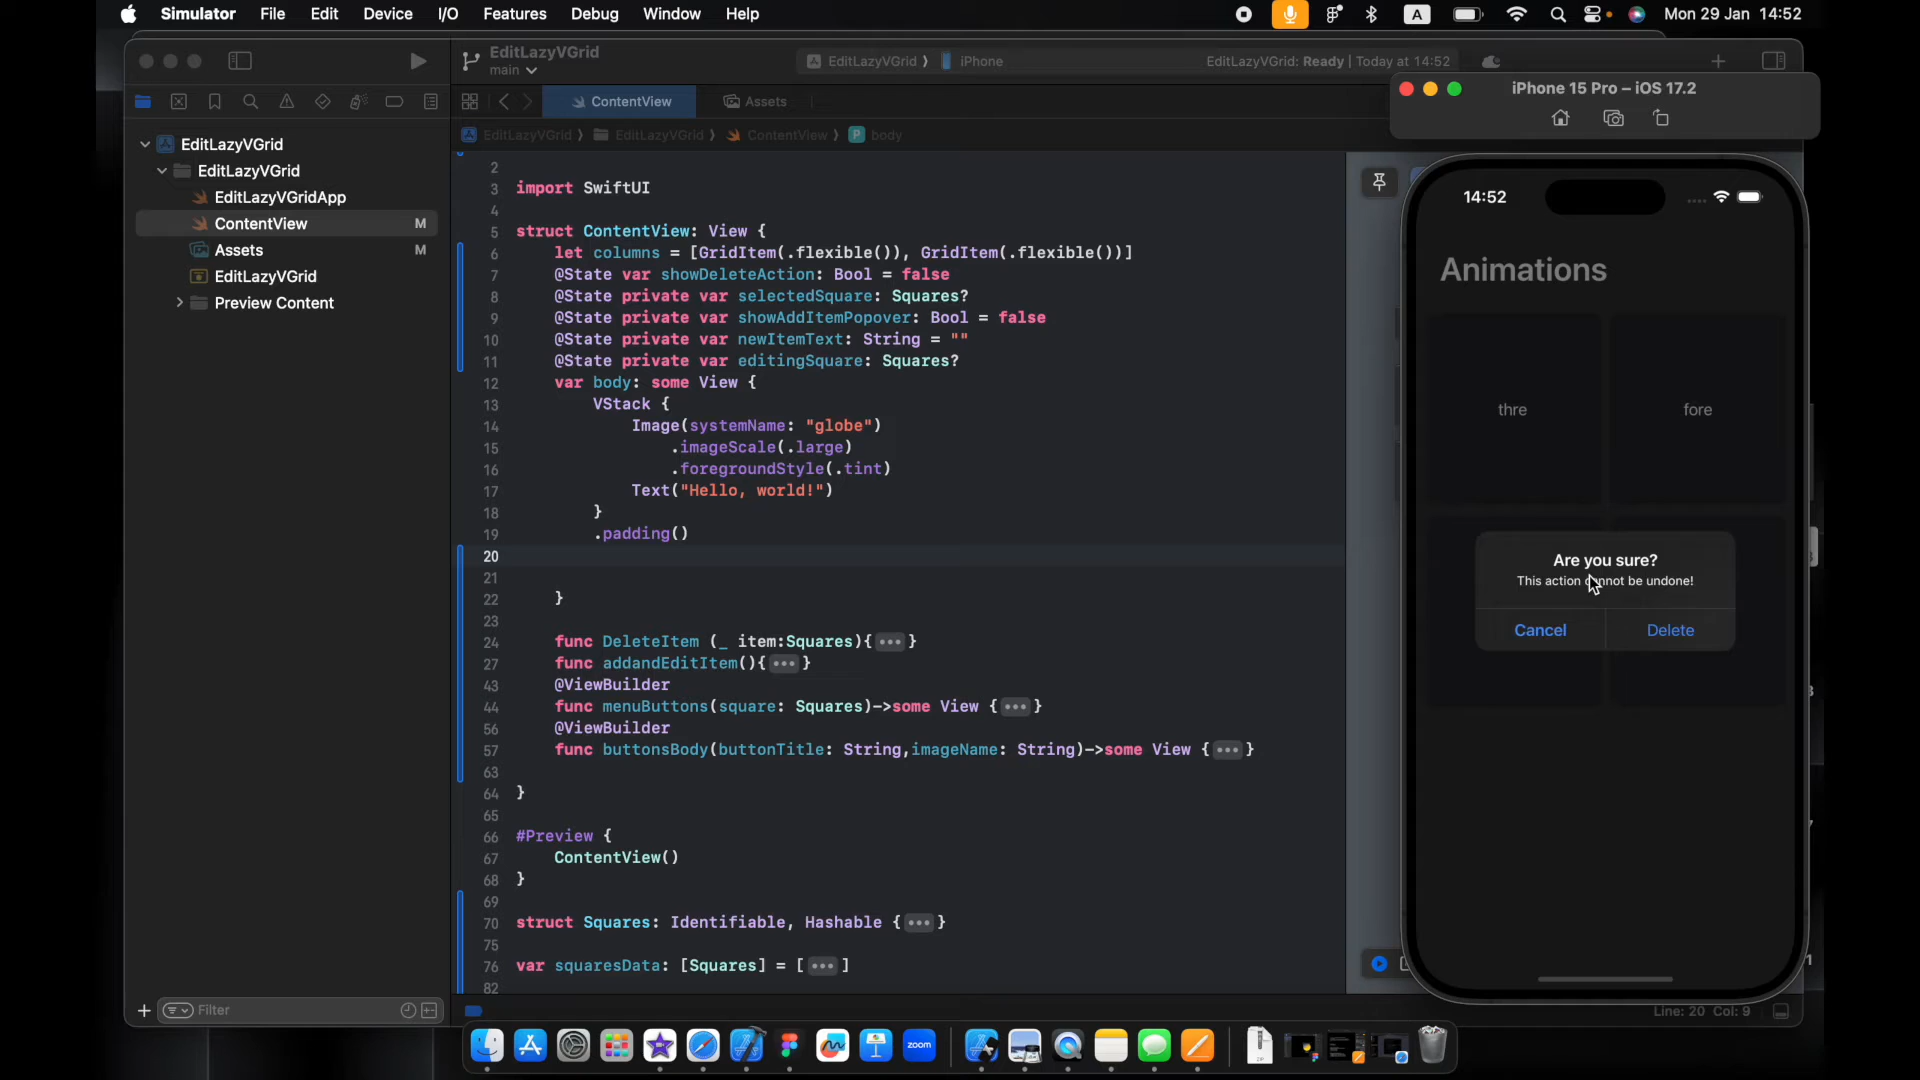 Simulator File Edit Device I/O Features Debug Window Help
A Mon 29 Jan 14:52
EditLazyVGrid
main
EditLazyVGrid iPhone EditLazyVGrid: Ready | Today at 14:52
ContentView
Assets
EditLazyVGrid EditLazyVGrid ContentView body
EditLazyVGrid
EditLazyVGrid
EditLazyVGridApp
ContentView M
Assets M
EditLazyVGrid
Preview Content
2
3 import SwiftUI
4
5 struct ContentView: View {
6 let columns = [GridItem(.flexible()), GridItem(.flexible())]
7 @State var showDeleteAction: Bool = false
8 @State private var selectedSquare: Squares?
9 @State private var showAddItemPopover: Bool = false
10 @State private var newItemText: String = ""
11 @State private var editingSquare: Squares?
12 var body: some View {
13 VStack {
14 Image(systemName: "globe")
15 .imageScale(.large)
16 .foregroundStyle(.tint)
17 Text("Hello, world!")
18 }
19 .padding()
20
21
22 }
23
24 func DeleteItem (_ item:Squares){ ••• }
27 func addandEditItem(){ ••• }
43 @ViewBuilder
44 func menuButtons(square: Squares)->some View { ••• }
56 @ViewBuilder
57 func buttonsBody(buttonTitle: String,imageName: String)->some View { ••• }
63
64 }
65
66 #Preview {
67 ContentView()
68 }
69
70 struct Squares: Identifiable, Hashable { ••• }
75
76 var squaresData: [Squares] = [ ••• ]
82
Filter
Line: 20 Col: 9
iPhone 15 Pro – iOS 17.2
14:52
Animations
thre
fore
Are you sure?
This action cannot be undone!
Cancel
Delete
zoom
ZIP